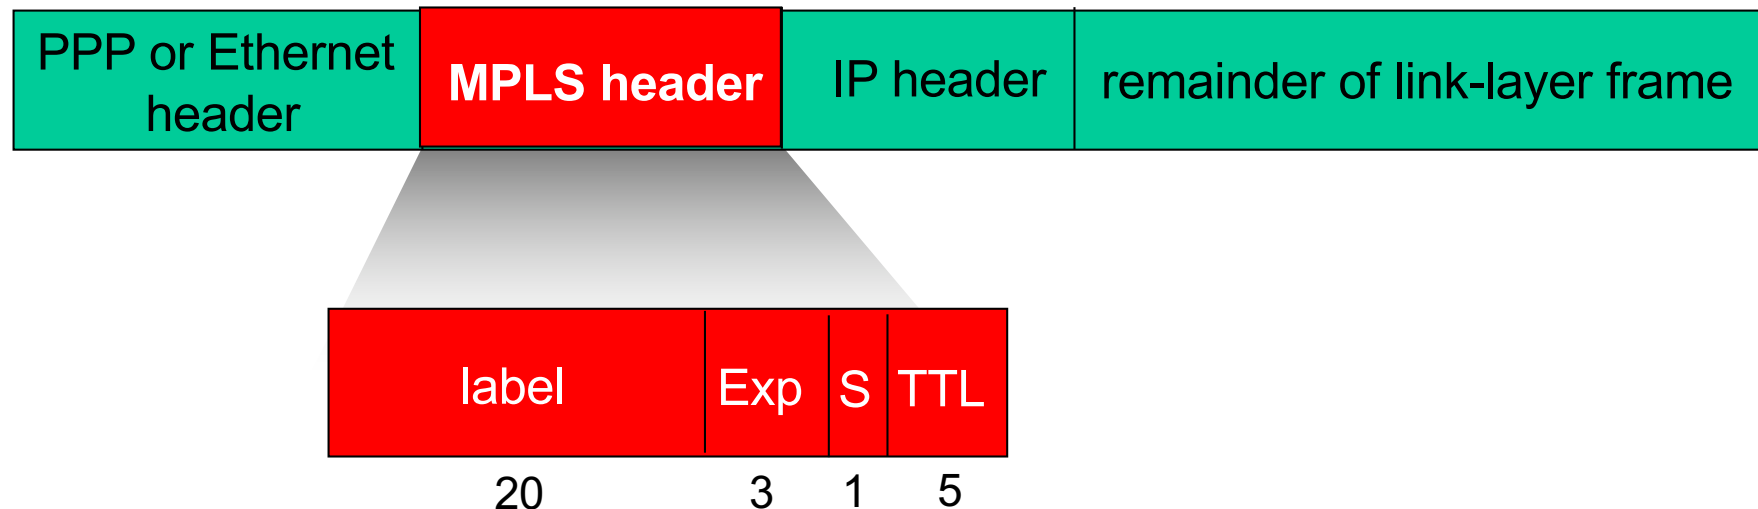 PPP or Ethernet
header
MPLS header
IP header
remainder of link-layer frame
label
Exp
S
TTL
20
3
1
5